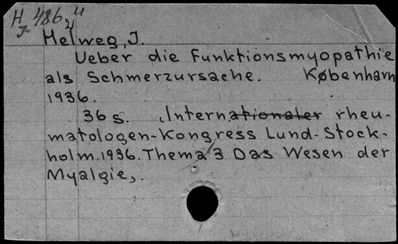 H, 486, 4
Helweg, J.
Ueber die Funktionsmyopathie
als Schmerzursache. København
1936.
36 s. Internationaler rheu-
matologen-Kongress Lund-Stock-
holm.1936. Thema 3 Das Wesen der
Myalgie,.